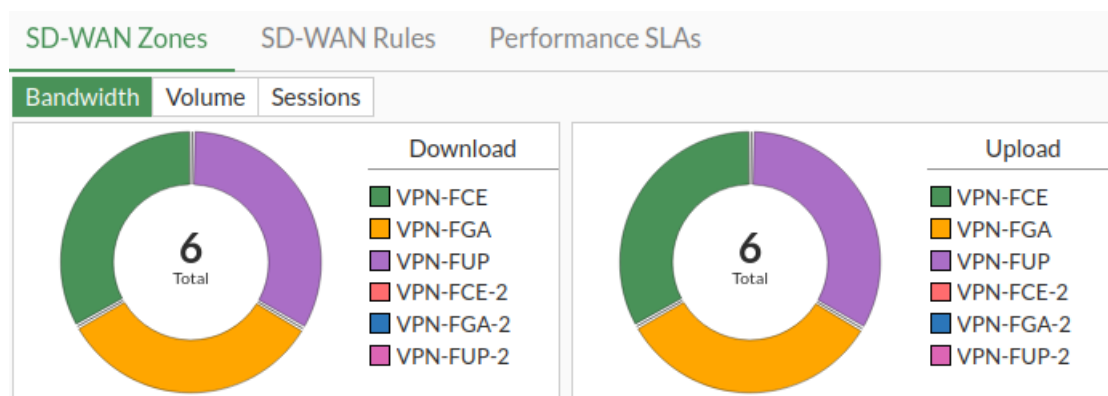 SD-WAN Zones SD-WAN Rules Performance SLAs
Bandwidth Volume Sessions
6
Total
Download
VPN-FCE
VPN-FGA
VPN-FUP
VPN-FCE-2
VPN-FGA-2
VPN-FUP-2
6
Total
Upload
VPN-FCE
VPN-FGA
VPN-FUP
VPN-FCE-2
VPN-FGA-2
VPN-FUP-2